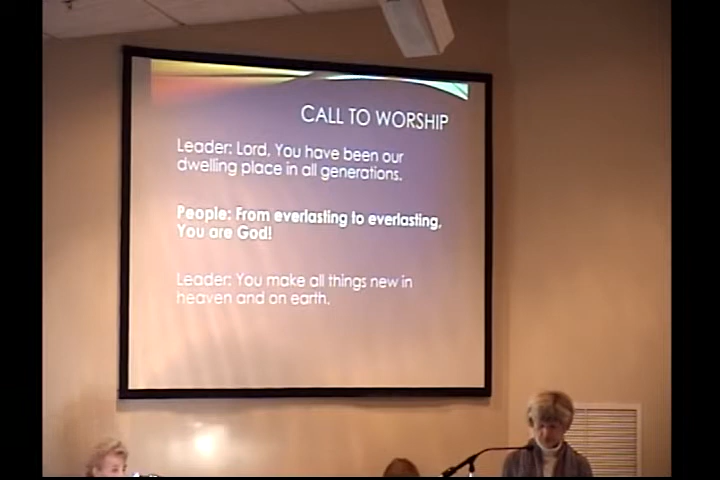 CALL TO WORSHIP
Leader: Lord, You have been our
dwelling place in all generations.
People: From everlasting to everlasting,
You are God!
Leader: You make all things new in
heaven and on earth.